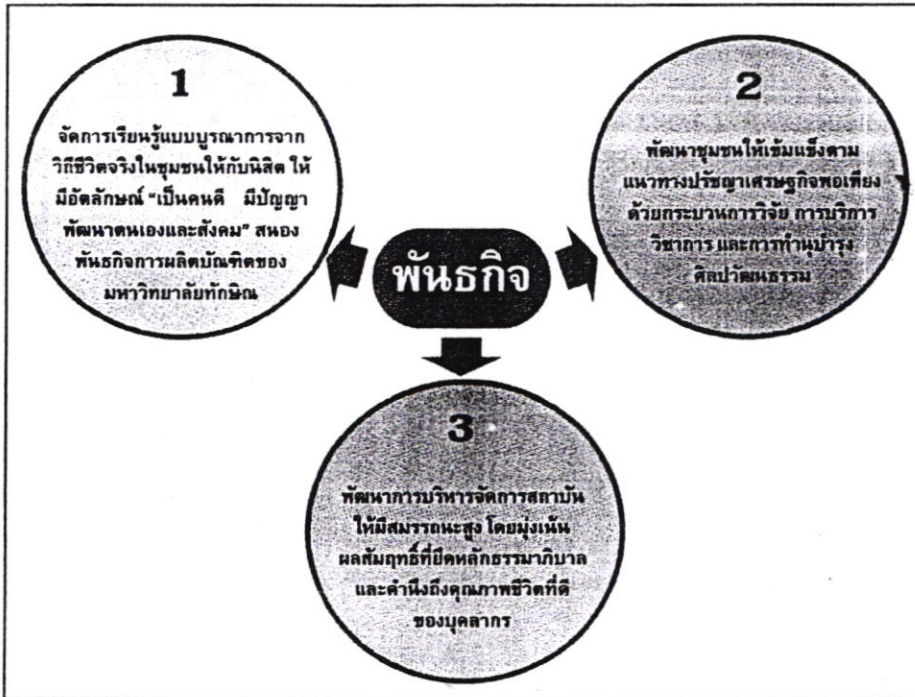 1
จัดการเรียนรู้แบบบูรณาการจาก
วิถีชีวิตจริงในชุมชนให้กับนิสิต ให้
มีอัตลักษณ์ "เป็นคนดี มีปัญญา
พัฒนาตนเองและสังคม" สนอง
พันธกิจการผลิตบัณฑิตของ
มหาวิทยาลัยทักษิณ
2
พัฒนาชุมชนให้เข้มแข็งตาม
แนวทางปรัชญาเศรษฐกิจพอเพียง
ด้วยกระบวนการวิจัย การบริการ
วิชาการ และการทำนุบำรุง
ศิลปวัฒนธรรม
พันธกิจ
3
พัฒนาการบริหารจัดการสถาบัน
ให้มีสมรรถนะสูง โดยมุ่งเน้น
ผลสัมฤทธิ์ที่ยึดหลักธรรมาภิบาล
และคำนึงถึงคุณภาพชีวิตที่ดี
ของบุคลากร